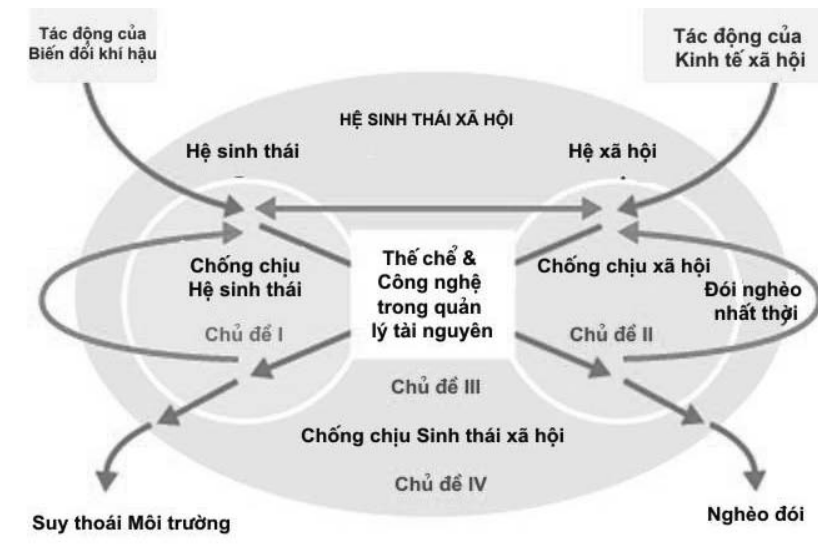 Tác động của
Biến đổi khí hậu
Tác động của
Kinh tế xã hội
HỆ SINH THÁI XÃ HỘI
Hệ sinh thái
Hệ xã hội
Chống chịu
Hệ sinh thái
Thế chể &
Công nghệ
trong quản
lý tài nguyên
Chống chịu xã hội
Đói nghèo
nhất thời
Chủ đề I
Chủ đề II
Chủ đề III
Chống chịu Sinh thái xã hội
Chủ đề IV
Suy thoái Môi trường
Nghèo đói